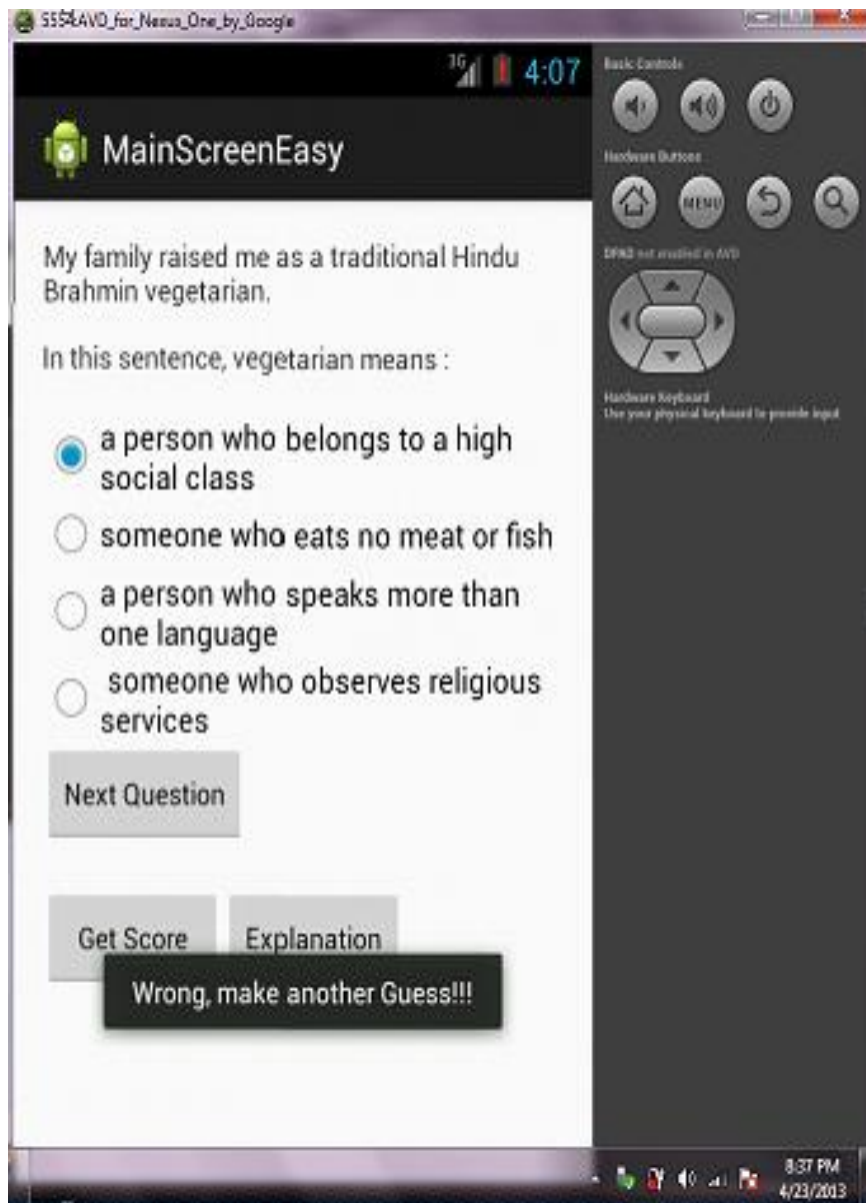 5554:AVD_for_Nexus_One_by_Google
3G 4:07
MainScreenEasy
My family raised me as a traditional Hindu
Brahmin vegetarian.
In this sentence, vegetarian means :
a person who belongs to a high
social class
someone who eats no meat or fish
a person who speaks more than
one language
someone who observes religious
services
Next Question
Get Score
Explanation
Wrong, make another Guess!!!
Basic Controls
Hardware Buttons
MENU
DPAD not enabled in AVD
Hardware Keyboard
Use your physical keyboard to provide input
8:37 PM
4/23/2013